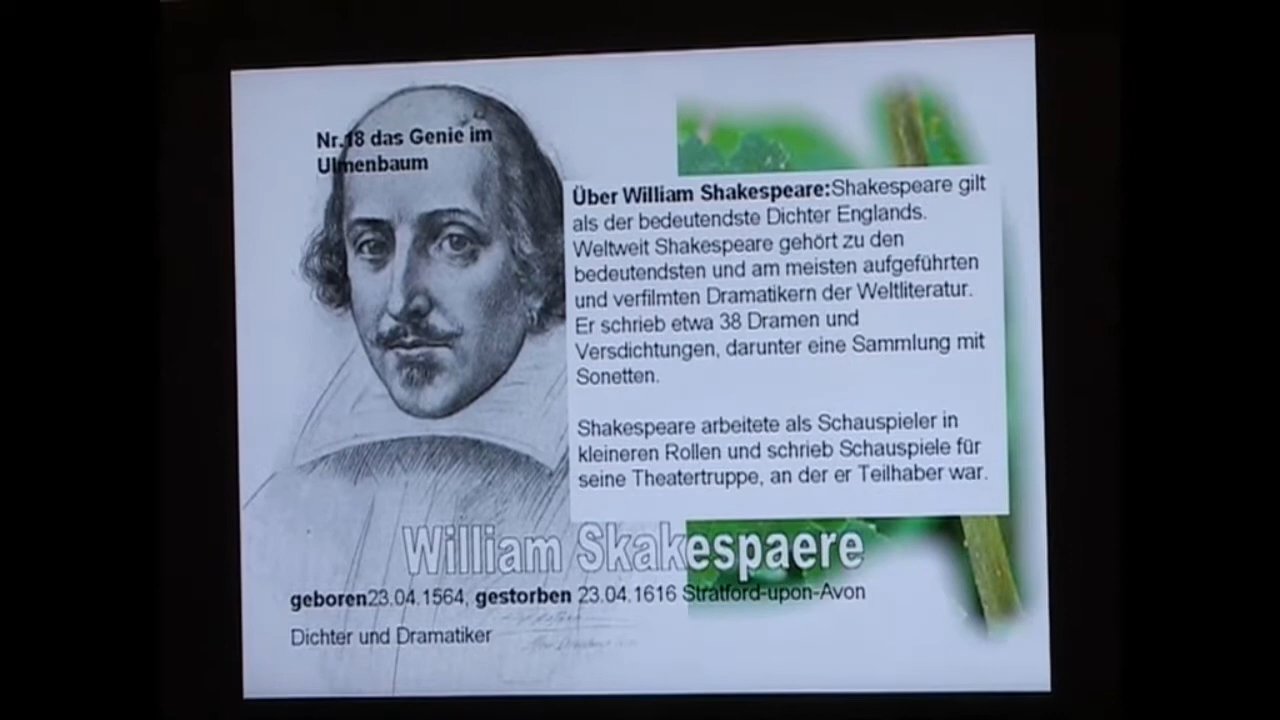 Nr.18 das Genie im
Ulmenbaum
Über William Shakespeare:Shakespeare gilt
als der bedeutendste Dichter Englands.
Weltweit Shakespeare gehört zu den
bedeutendsten und am meisten aufgeführten
und verfilmten Dramatikern der Weltliteratur.
Er schrieb etwa 38 Dramen und
Versdichtungen, darunter eine Sammlung mit
Sonetten.
Shakespeare arbeitete als Schauspieler in
kleineren Rollen und schrieb Schauspiele für
seine Theatertruppe, an der er Teilhaber war.
William Skakespaere
geboren23.04.1564, gestorben 23.04.1616 Stratford-upon-Avon
Dichter und Dramatiker